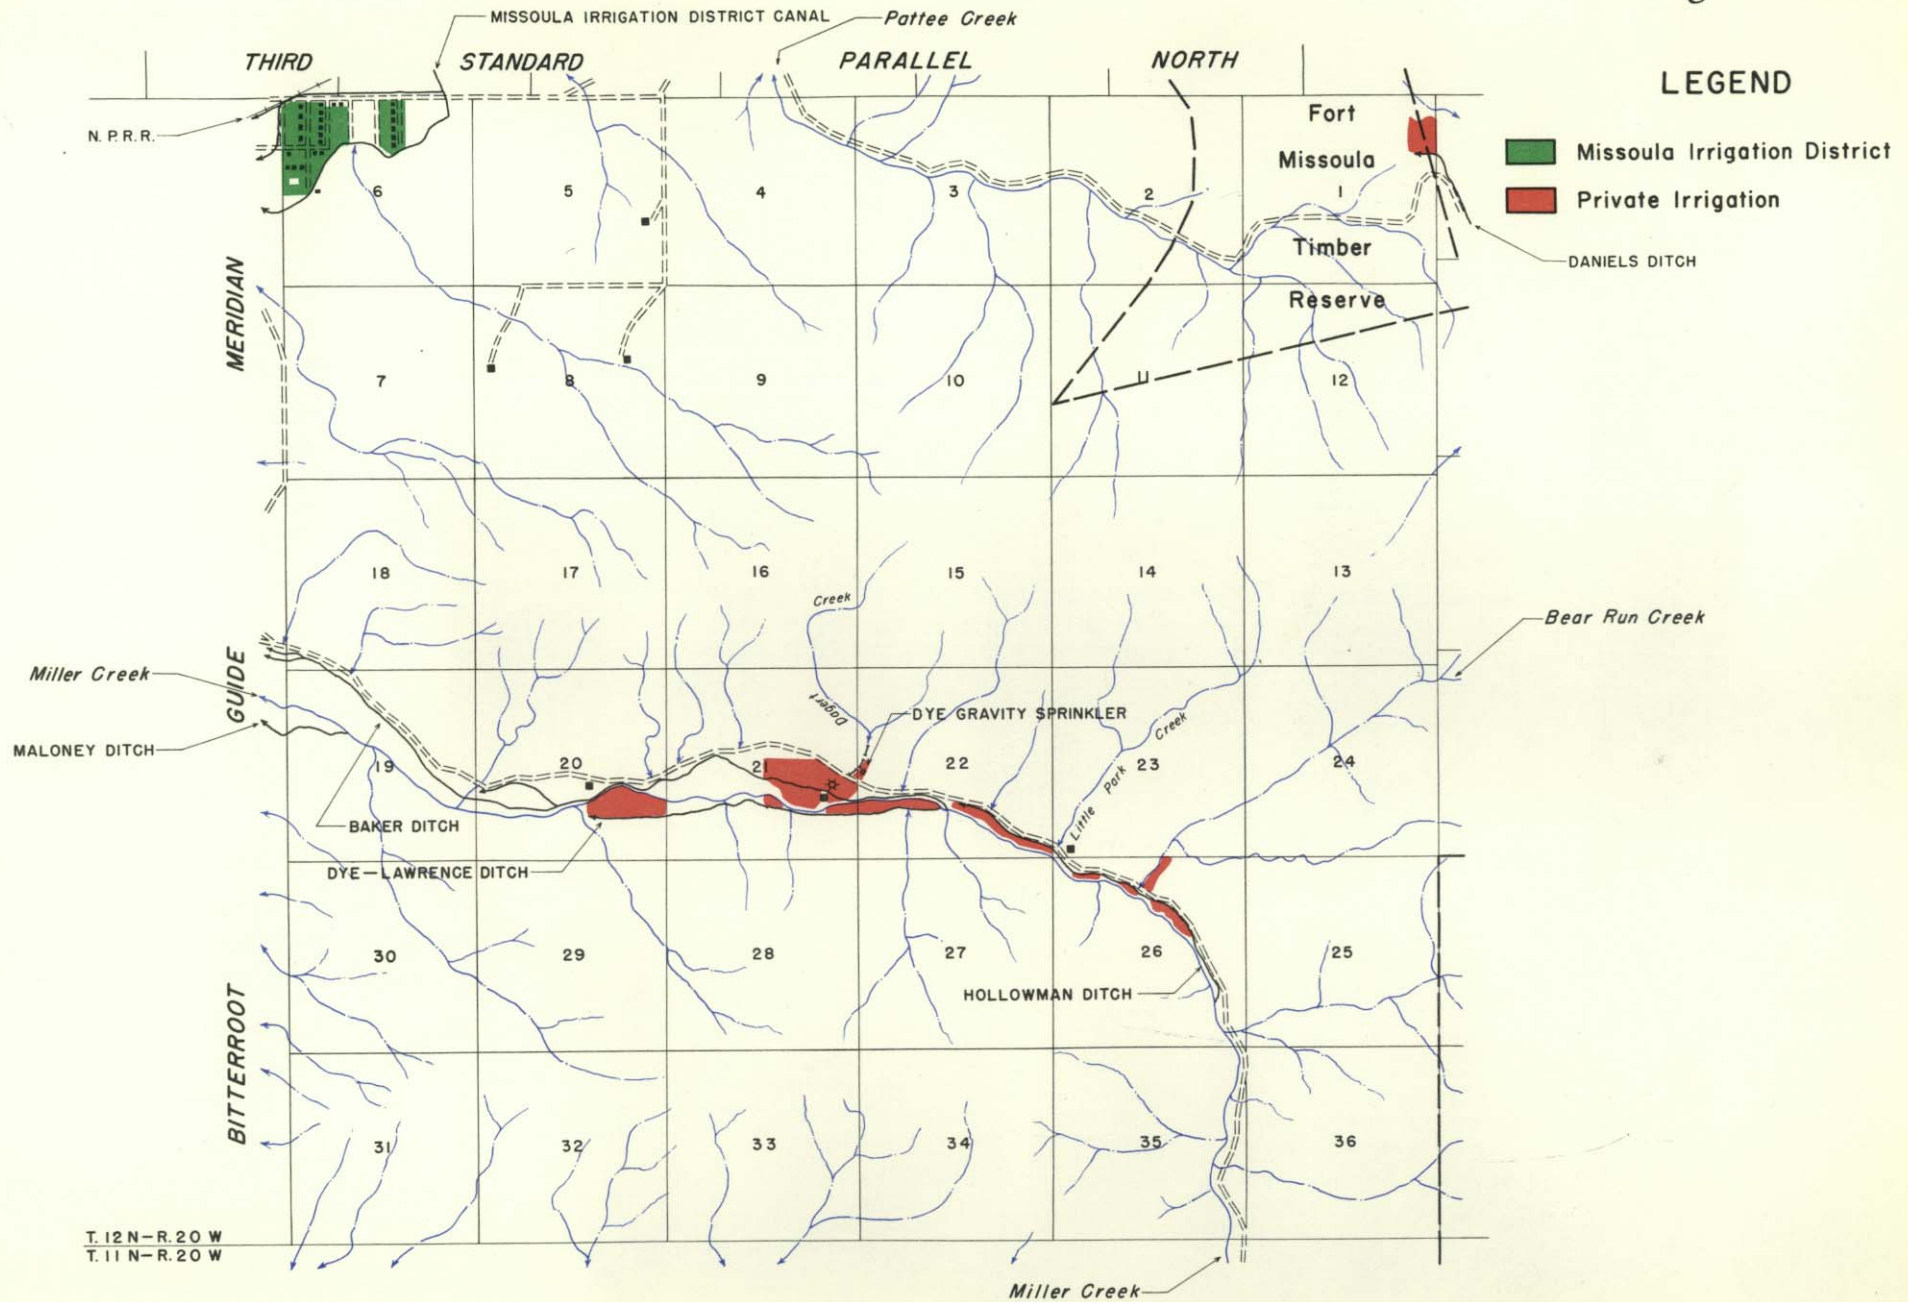 MISSOULA IRRIGATION DISTRICT CANAL
Pattee Creek
THIRD STANDARD PARALLEL NORTH
LEGEND
Missoula Irrigation District
Private Irrigation
N.P.R.R.
Fort
Missoula
Timber
Reserve
DANIELS DITCH
6 5 4 3 2 1
MERIDIAN
7 8 9 10 11 12
18 17 16 15 14 13
Creek
Dagert
Bear Run Creek
Miller Creek
GUIDE
DYE GRAVITY SPRINKLER
MALONEY DITCH
19 20 21 22 23 24
Little Park Creek
BAKER DITCH
DYE-LAWRENCE DITCH
30 29 28 27 26 25
HOLLOWMAN DITCH
BITTERROOT
31 32 33 34 35 36
T. 12 N-R. 20 W
T. 11 N-R. 20 W
Miller Creek